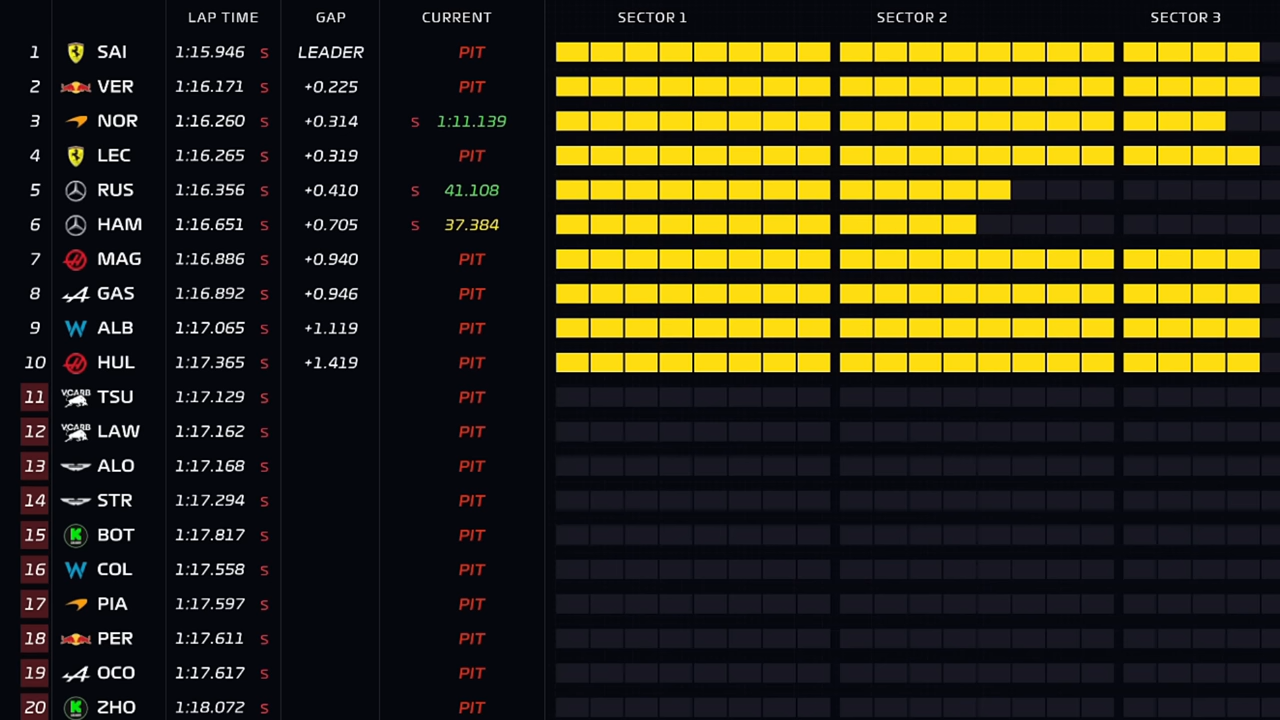 LAP TIME GAP CURRENT SECTOR 1 SECTOR 2 SECTOR 3
1 SAI 1:15.946 S LEADER PIT
2 VER 1:16.171 S +0.225 PIT
3 NOR 1:16.260 S +0.314 S 1:11.139
4 LEC 1:16.265 S +0.319 PIT
5 RUS 1:16.356 S +0.410 S 41.108
6 HAM 1:16.651 S +0.705 S 37.384
7 MAG 1:16.886 S +0.940 PIT
8 GAS 1:16.892 S +0.946 PIT
9 W ALB 1:17.065 S +1.119 PIT
10 HUL 1:17.365 S +1.419 PIT
11 VCARB TSU 1:17.129 S PIT
12 VCARB LAW 1:17.162 S PIT
13 ALO 1:17.168 S PIT
14 STR 1:17.294 S PIT
15 K BOT 1:17.817 S PIT
16 W COL 1:17.558 S PIT
17 PIA 1:17.597 S PIT
18 PER 1:17.611 S PIT
19 OCO 1:17.617 S PIT
20 K ZHO 1:18.072 S PIT